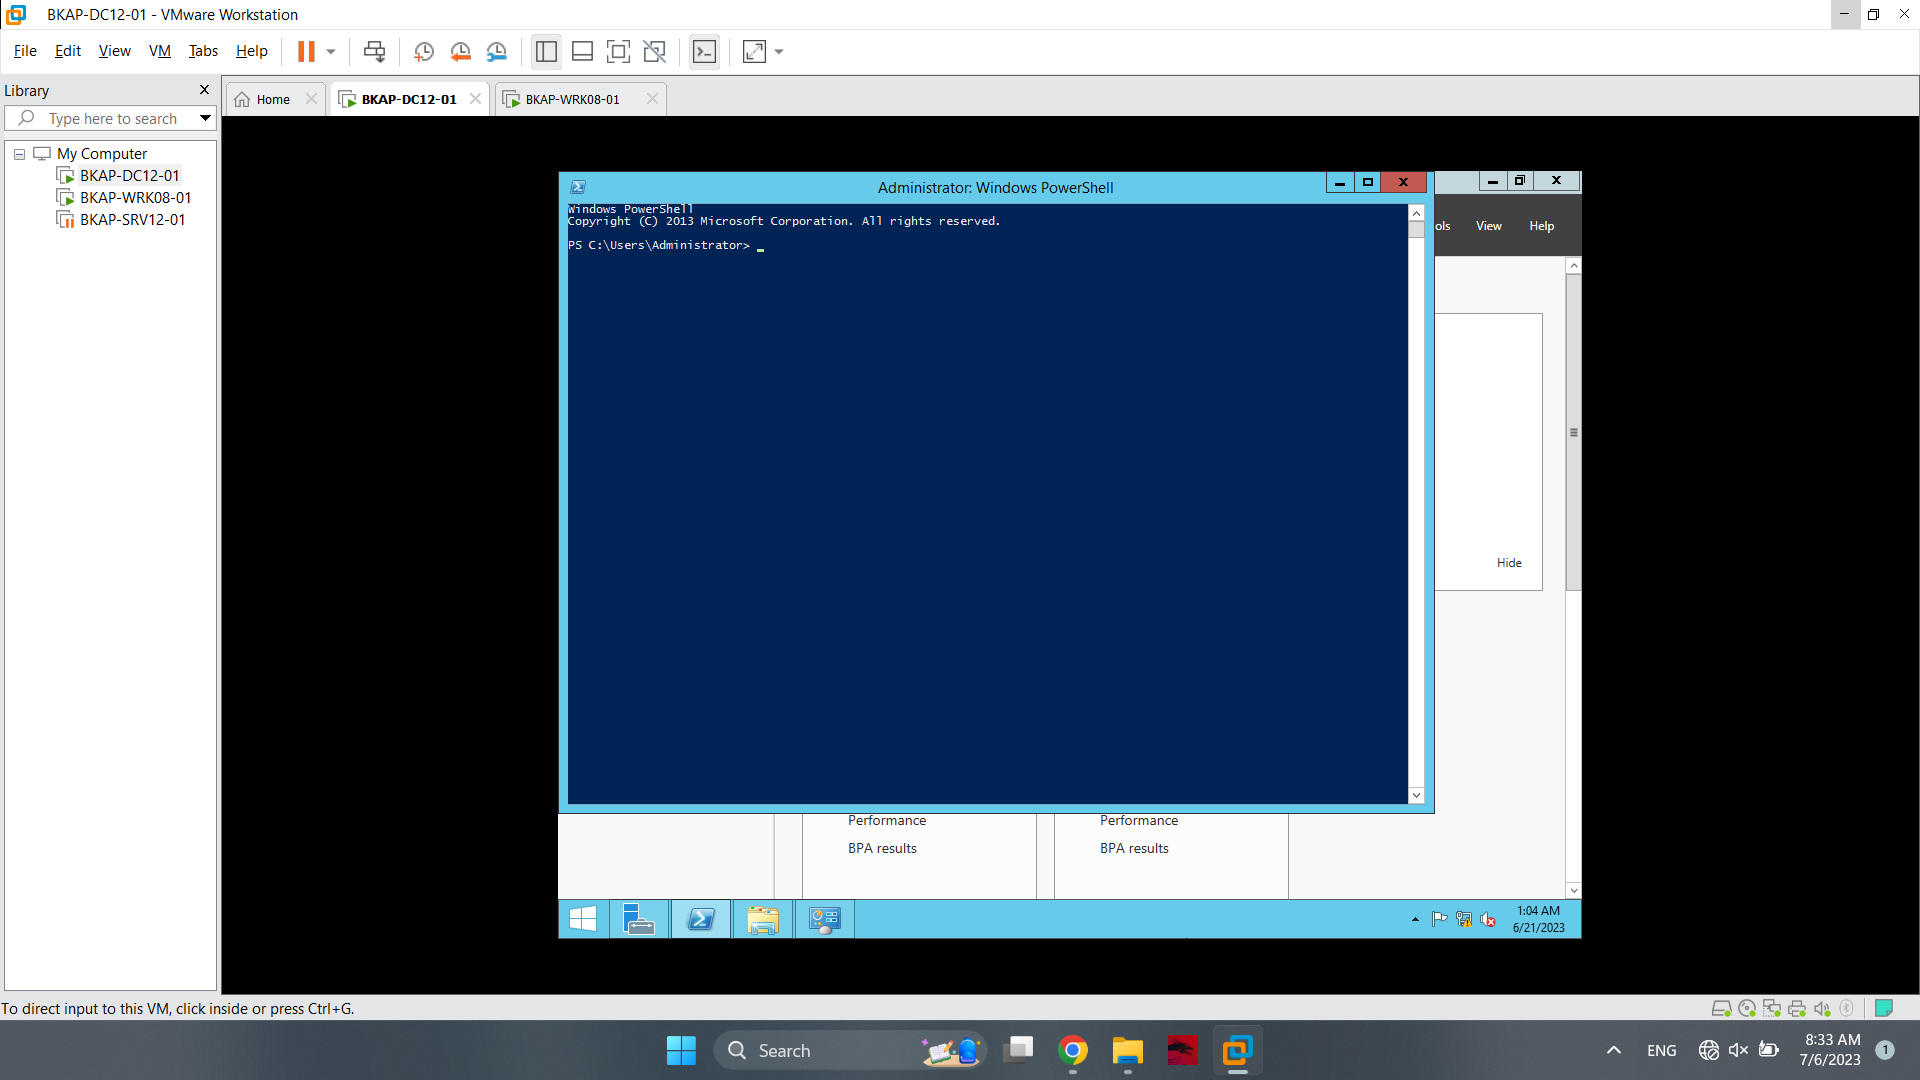 BKAP-DC12-01 - VMware Workstation
File Edit View VM Tabs Help
Library
Type here to search
My Computer
BKAP-DC12-01
BKAP-WRK08-01
BKAP-SRV12-01
Home
BKAP-DC12-01
BKAP-WRK08-01
Administrator: Windows PowerShell
Windows PowerShell
Copyright (C) 2013 Microsoft Corporation. All rights reserved.
PS C:\Users\Administrator> _
ols View Help
Hide
Performance
BPA results
Performance
BPA results
1:04 AM
6/21/2023
To direct input to this VM, click inside or press Ctrl+G.
Search
ENG
8:33 AM
7/6/2023
1